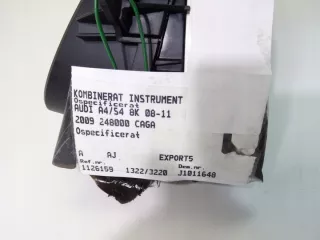 KOMBINERAT INSTRUMENT
Ospecificerat
AUDI A4/S4 8K 08-11
2009 248000 CAGA
Ospecificerat
A AJ EXPORT5
Ref.nr. Dem.nr.
1126159 1322/3220 J1011648